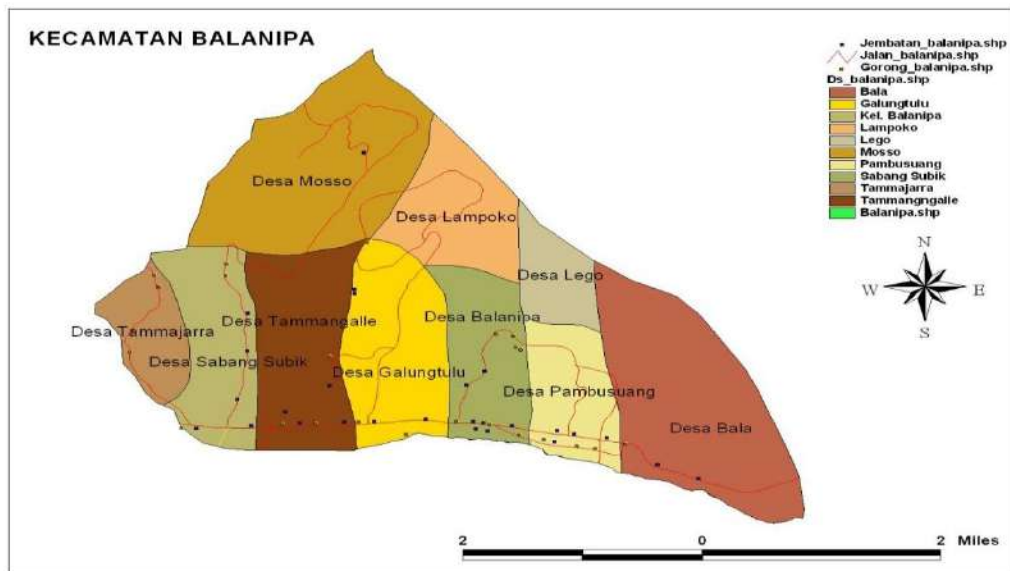 KECAMATAN BALANIPA
Jembatan_balanipa.shp
Jalan_balanipa.shp
Gorong_balanipa.shp
Ds_balanipa.shp
Bala
Galungtulu
Kel. Balanipa
Lampoko
Lego
Mosso
Pambusuang
Sabang Subik
Tammajarra
Tammangngalle
Balanipa.shp
N
W E
S
Desa Mosso
Desa Lampoko
Desa Lego
Desa Tammajarra
Desa Tammangalle
Desa Balanipa
Desa Sabang Subik
Desa Galungtulu
Desa Pambusuang
Desa Bala
2 0 2 Miles